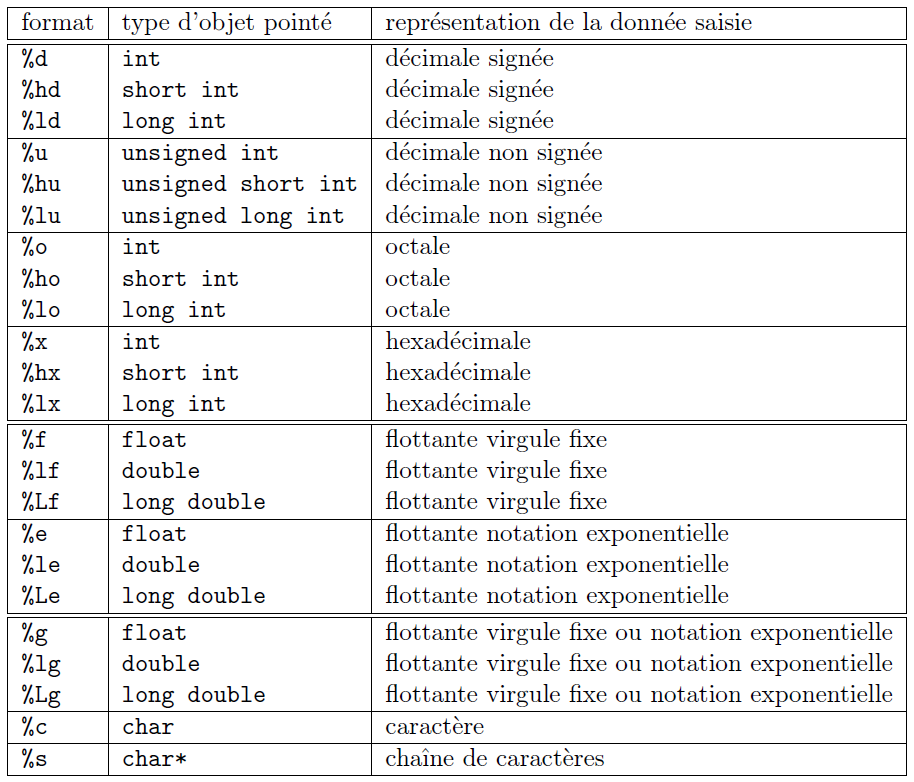 format type d'objet pointé représentation de la donnée saisie
%d int décimale signée
%hd short int décimale signée
%ld long int décimale signée
%u unsigned int décimale non signée
%hu unsigned short int décimale non signée
%lu unsigned long int décimale non signée
%o int octale
%ho short int octale
%lo long int octale
%x int hexadécimale
%hx short int hexadécimale
%lx long int hexadécimale
%f float flottante virgule fixe
%lf double flottante virgule fixe
%Lf long double flottante virgule fixe
%e float flottante notation exponentielle
%le double flottante notation exponentielle
%Le long double flottante notation exponentielle
%g float flottante virgule fixe ou notation exponentielle
%lg double flottante virgule fixe ou notation exponentielle
%Lg long double flottante virgule fixe ou notation exponentielle
%c char caractère
%s char* chaîne de caractères